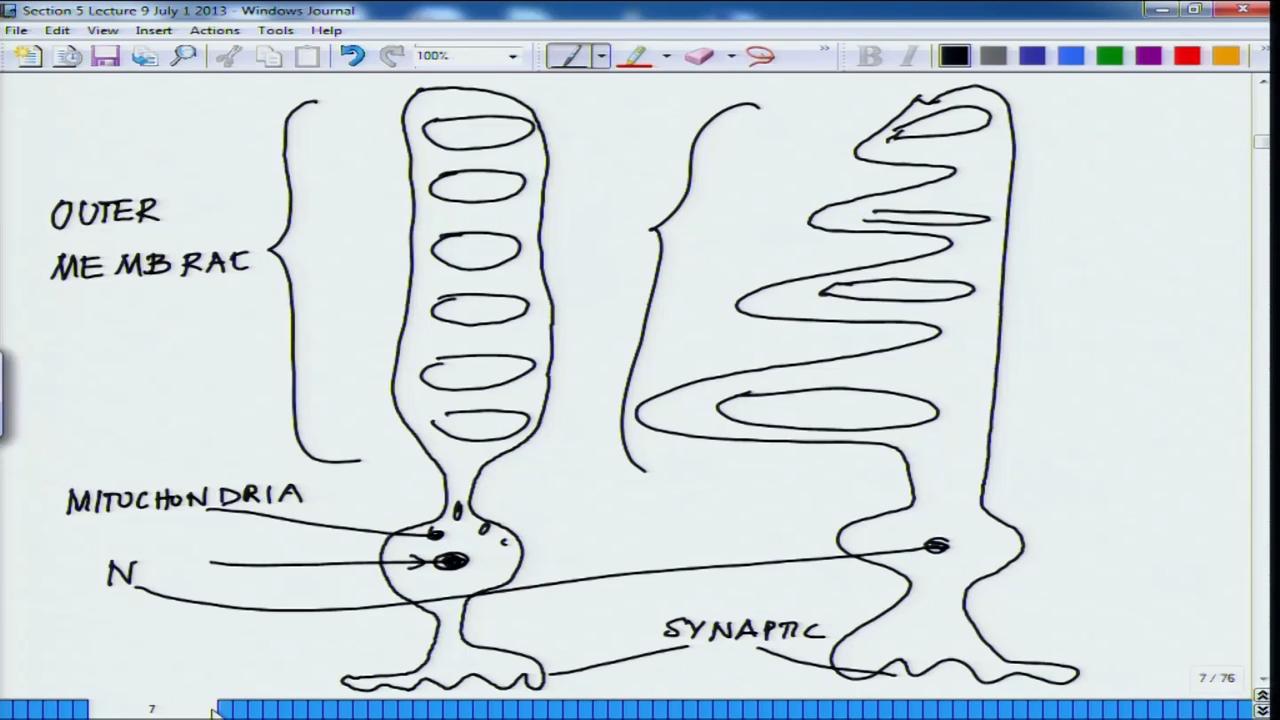 Section 5 Lecture 9 July 1 2013 - Windows Journal
File Edit View Insert Actions Tools Help
100%
B I
OUTER
MEMBRAC
MITOCHONDRIA
N
SYNAPTIC
7 / 76
7